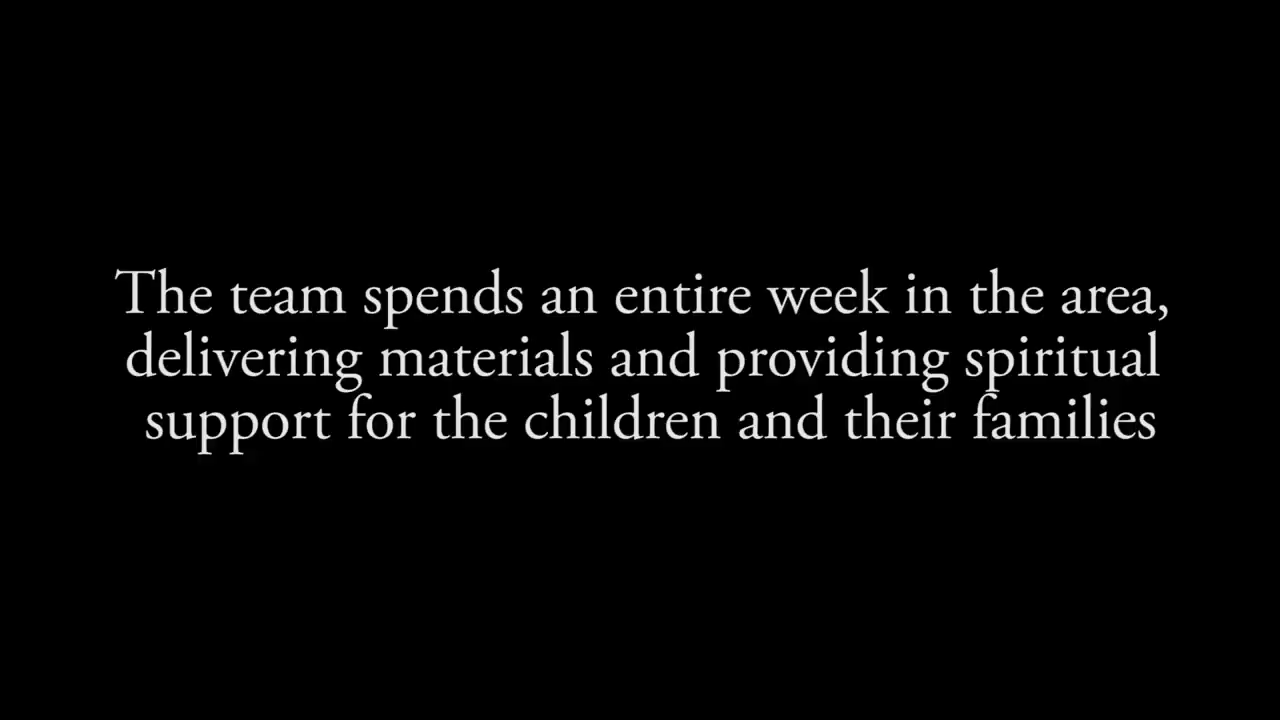 The team spends an entire week in the area,
delivering materials and providing spiritual
support for the children and their families